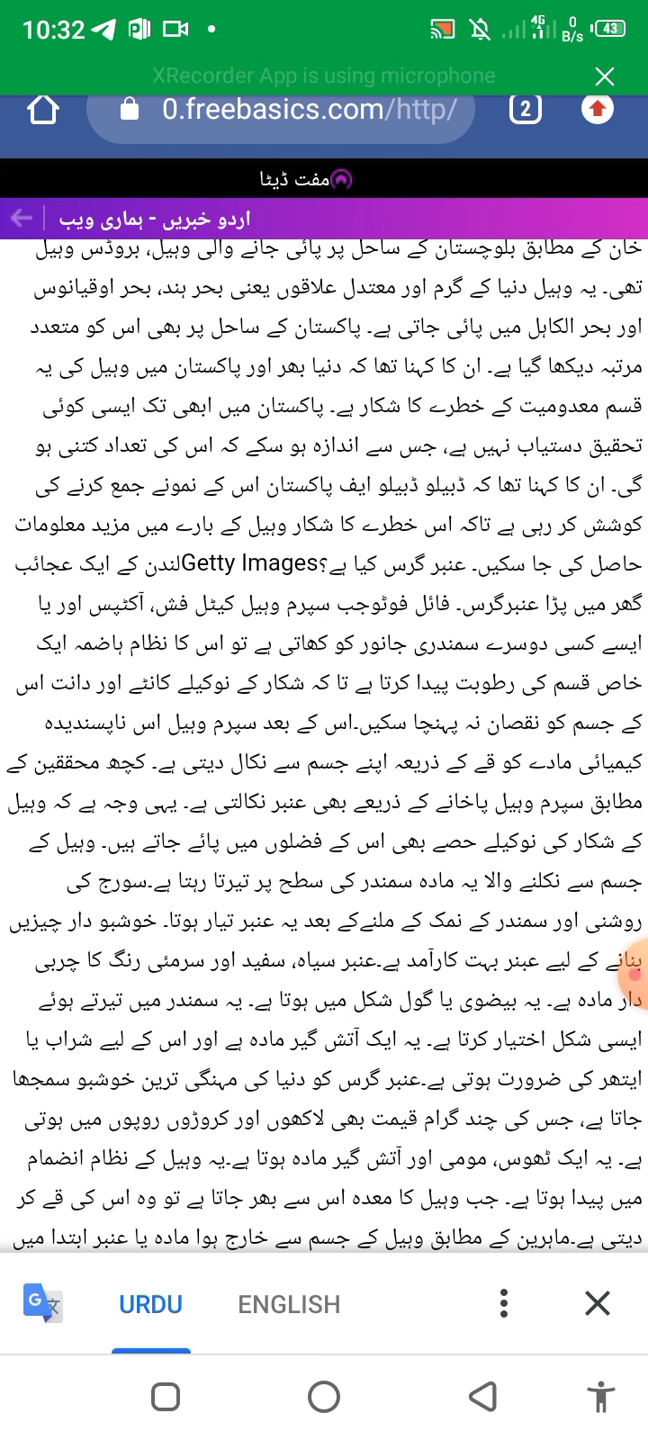 10:32
4G
0 B/s
43
XRecorder App is using microphone
0.freebasics.com/http/
2
مفت ڈیٹا
اردو خبریں - ہماری ویب
خان کے مطابق بلوچستان کے ساحل پر پائی جانے والی وہیل، بروڈس وہیل
تھی۔ یہ وہیل دنیا کے گرم اور معتدل علاقوں یعنی بحر ہند، بحر اوقیانوس
اور بحر الکاہل میں پائی جاتی ہے۔ پاکستان کے ساحل پر بھی اس کو متعدد
مرتبہ دیکھا گیا ہے۔ ان کا کہنا تھا کہ دنیا بھر اور پاکستان میں وہیل کی یہ
قسم معدومیت کے خطرے کا شکار ہے۔ پاکستان میں ابھی تک ایسی کوئی
تحقیق دستیاب نہیں ہے، جس سے اندازہ ہو سکے کہ اس کی تعداد کتنی ہو
گی۔ ان کا کہنا تھا کہ ڈبیلو ڈبیلو ایف پاکستان اس کے نمونے جمع کرنے کی
کوشش کر رہی ہے تاکہ اس خطرے کا شکار وہیل کے بارے میں مزید معلومات
حاصل کی جا سکیں۔ عنبر گرس کیا ہے؟Getty Imagesلندن کے ایک عجائب
گھر میں پڑا عنبرگرس۔ فائل فوٹوجب سپرم وہیل کیٹل فش، آکٹپس اور یا
ایسے کسی دوسرے سمندری جانور کو کھاتی ہے تو اس کا نظام ہاضمہ ایک
خاص قسم کی رطوبت پیدا کرتا ہے تا کہ شکار کے نوکیلے کانٹے اور دانت اس
کے جسم کو نقصان نہ پہنچا سکیں۔اس کے بعد سپرم وہیل اس ناپسندیدہ
کیمیائی مادے کو قے کے ذریعہ اپنے جسم سے نکال دیتی ہے۔ کچھ محققین کے
مطابق سپرم وہیل پاخانے کے ذریعے بھی عنبر نکالتی ہے۔ یہی وجہ ہے کہ وہیل
کے شکار کی نوکیلے حصے بھی اس کے فضلوں میں پائے جاتے ہیں۔ وہیل کے
جسم سے نکلنے والا یہ مادہ سمندر کی سطح پر تیرتا رہتا ہے۔سورج کی
روشنی اور سمندر کے نمک کے ملنےکے بعد یہ عنبر تیار ہوتا۔ خوشبو دار چیزیں
بنانے کے لیے عبنر بہت کارآمد ہے۔عنبر سیاہ، سفید اور سرمئی رنگ کا چربی
دار مادہ ہے۔ یہ بیضوی یا گول شکل میں ہوتا ہے۔ یہ سمندر میں تیرتے ہوئے
ایسی شکل اختیار کرتا ہے۔ یہ ایک آتش گیر مادہ ہے اور اس کے لیے شراب یا
ایتھر کی ضرورت ہوتی ہے۔عنبر گرس کو دنیا کی مہنگی ترین خوشبو سمجھا
جاتا ہے، جس کی چند گرام قیمت بھی لاکھوں اور کروڑوں روپوں میں ہوتی
ہے۔ یہ ایک ٹھوس، مومی اور آتش گیر مادہ ہوتا ہے۔یہ وہیل کے نظام انضمام
میں پیدا ہوتا ہے۔ جب وہیل کا معدہ اس سے بھر جاتا ہے تو وہ اس کی قے کر
دیتی ہے۔ماہرین کے مطابق وہیل کے جسم سے خارج ہوا مادہ یا عنبر ابتدا میں
URDU
ENGLISH